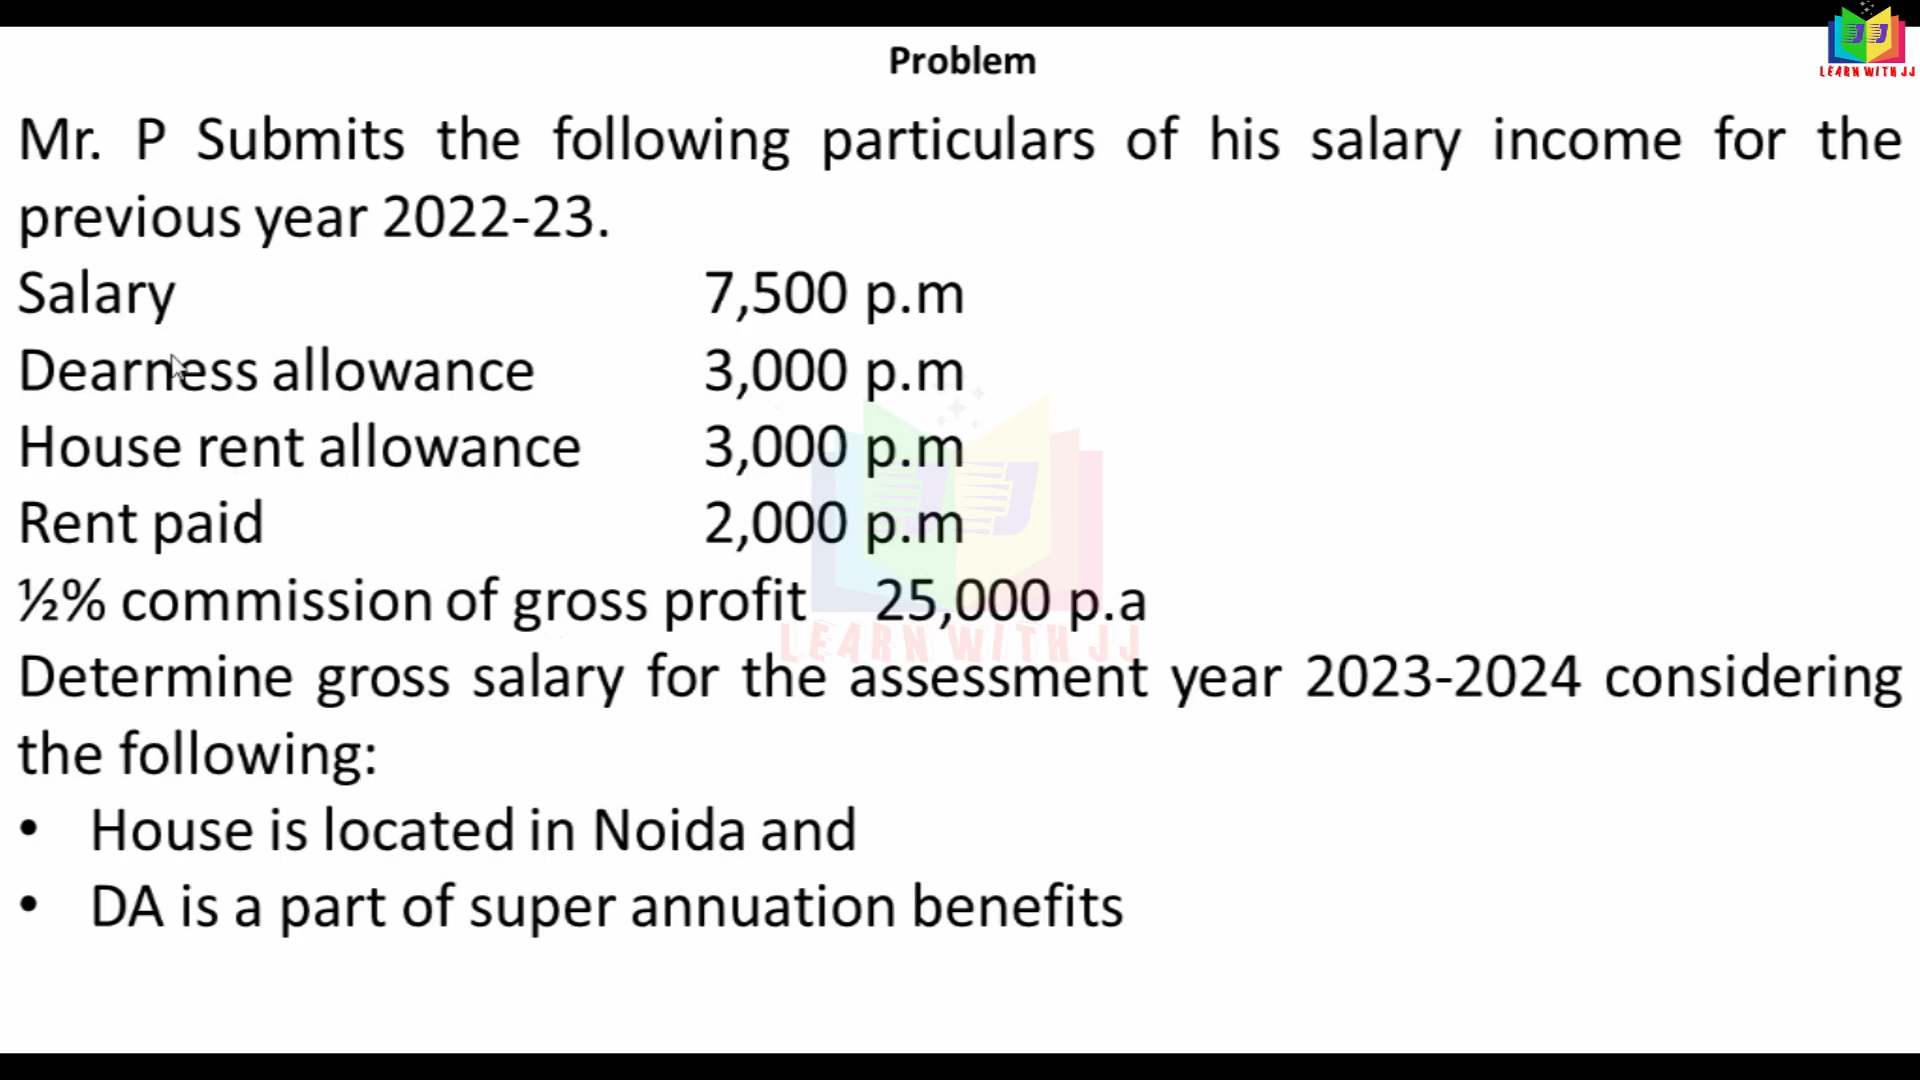 Problem
LEARN WITH JJ
Mr. P Submits the following particulars of his salary income for the
previous year 2022-23.
Salary 7,500 p.m
Dearness allowance 3,000 p.m
House rent allowance 3,000 p.m
Rent paid 2,000 p.m
½% commission of gross profit 25,000 p.a
LEARN WITH JJ
Determine gross salary for the assessment year 2023-2024 considering
the following:
• House is located in Noida and
• DA is a part of super annuation benefits